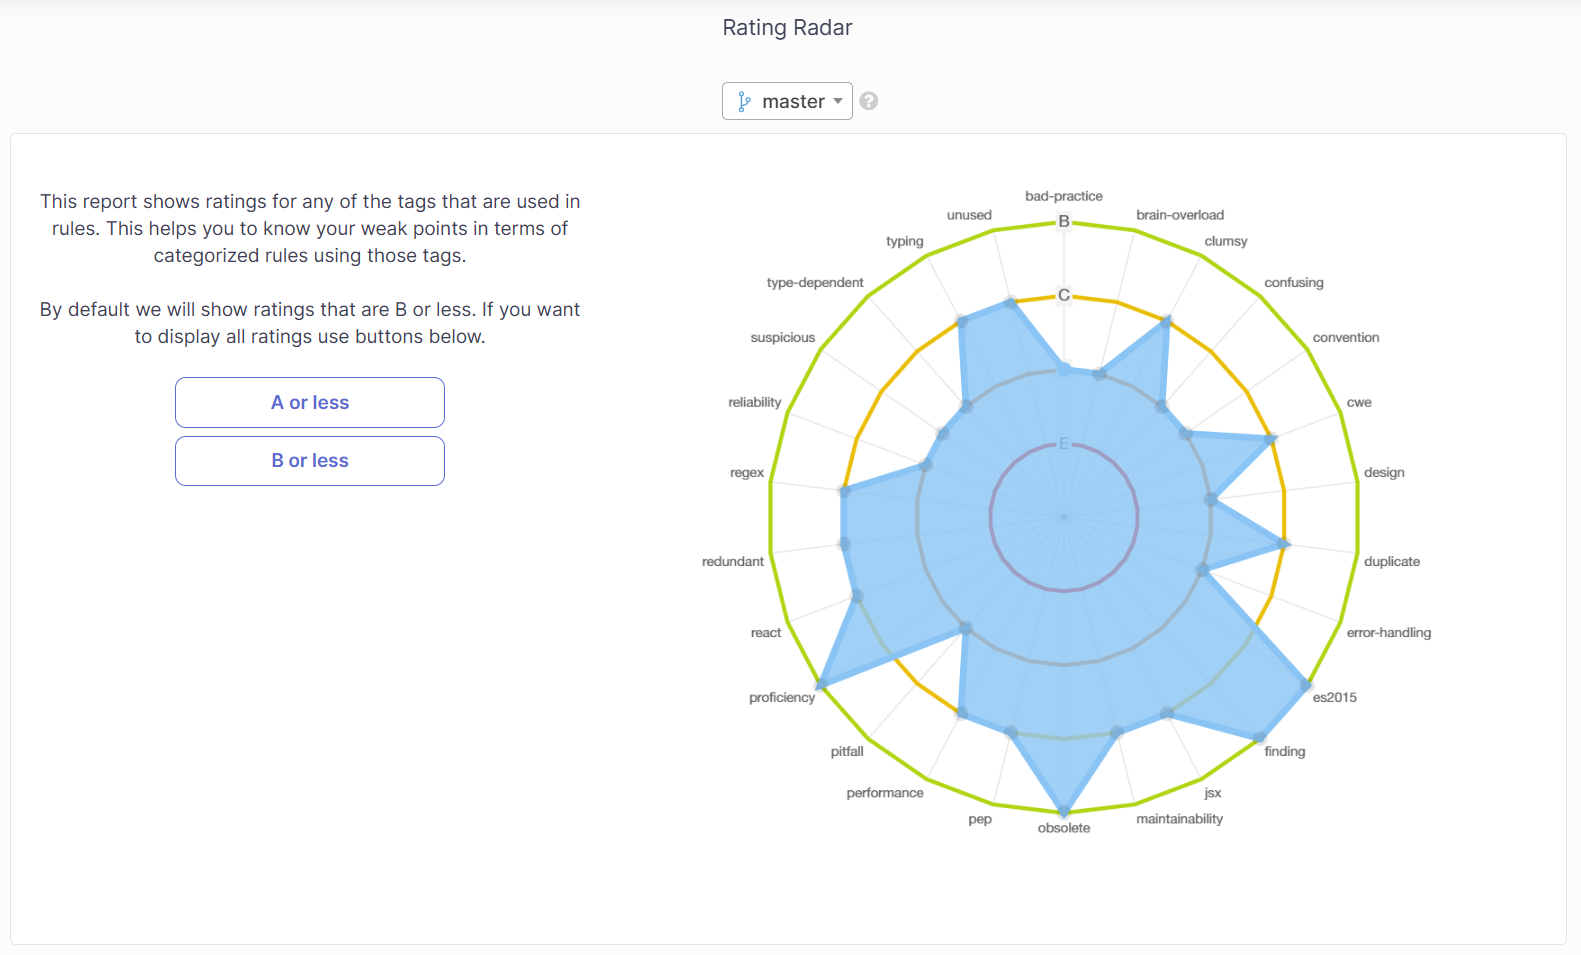 Rating Radar
master
?
This report shows ratings for any of the tags that are used in
rules. This helps you to know your weak points in terms of
categorized rules using those tags.
By default we will show ratings that are B or less. If you want
to display all ratings use buttons below.
A or less
B or less
bad-practice
brain-overload
clumsy
confusing
convention
cwe
design
duplicate
error-handling
es2015
finding
jsx
maintainability
obsolete
pep
performance
pitfall
proficiency
react
redundant
regex
reliability
suspicious
type-dependent
typing
unused
B
C
E